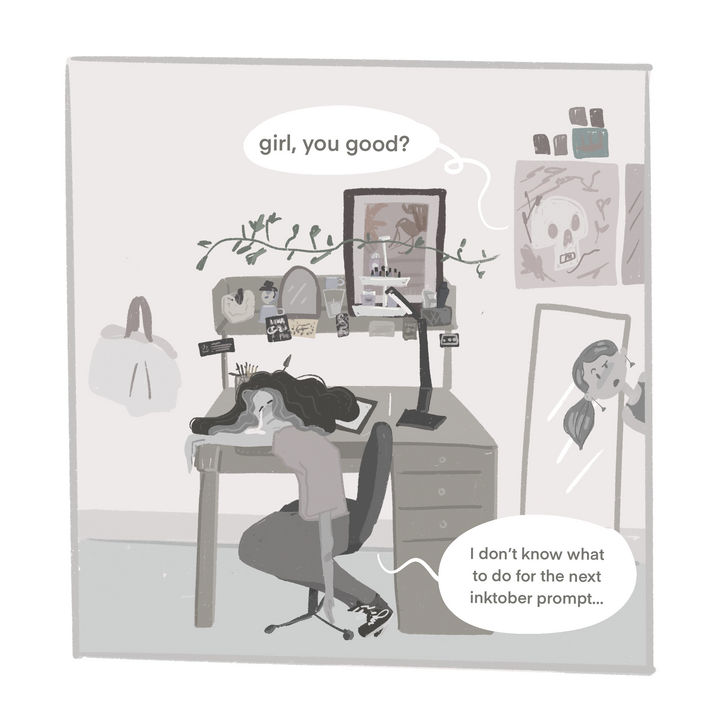 girl, you good?
I don't know what
to do for the next
inktober prompt...